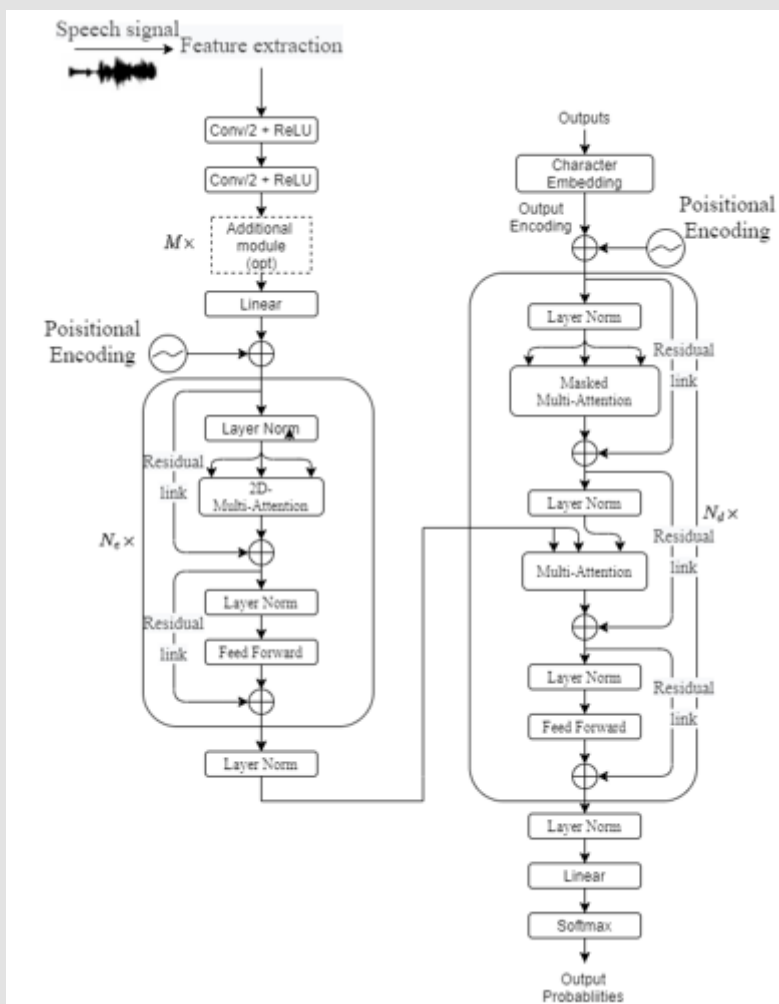 Speech signal
Feature extraction
Conv/2 + ReLU
Conv/2 + ReLU
M×
Additional
module
(opt)
Linear
Poisitional
Encoding
Layer Norm
Residual
link
2D-
Multi-Attention
N_e ×
Layer Norm
Residual
link
Feed Forward
Layer Norm
Outputs
Character
Embedding
Output
Encoding
Poisitional
Encoding
Layer Norm
Residual
link
Masked
Multi-Attention
Layer Norm
N_d ×
Residual
link
Multi-Attention
Layer Norm
Residual
link
Feed Forward
Layer Norm
Linear
Softmax
Output
Probabliities